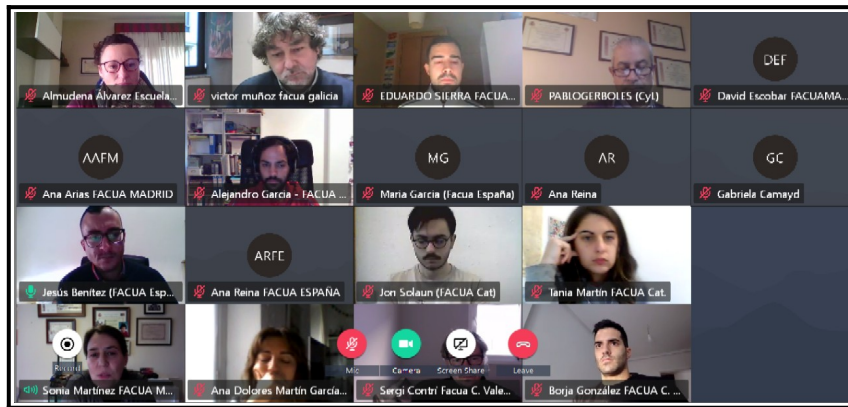 Almudena Álvarez Escuela...
victor muñoz facua galicia
EDUARDO SIERRA FACUA...
PABLOGERBOLES (CyL)
DEF
David Escobar FACUAMA...
AAFM
Ana Arias FACUA MADRID
Alejandro Garcia - FACUA ...
MG
Maria Garcia (Facua España)
AR
Ana Reina
GC
Gabriela Camayd
Jesús Benítez (FACUA Esp...
ARFE
Ana Reina FACUA ESPAÑA
Jon Solaun (FACUA Cat)
Tania Martín FACUA Cat.
Record
Mic
Camera
Screen Share
Leave
Sonia Martínez FACUA M...
Ana Dolores Martín García...
Sergi Contrí Facua C. Vale...
Borja González FACUA C. ...